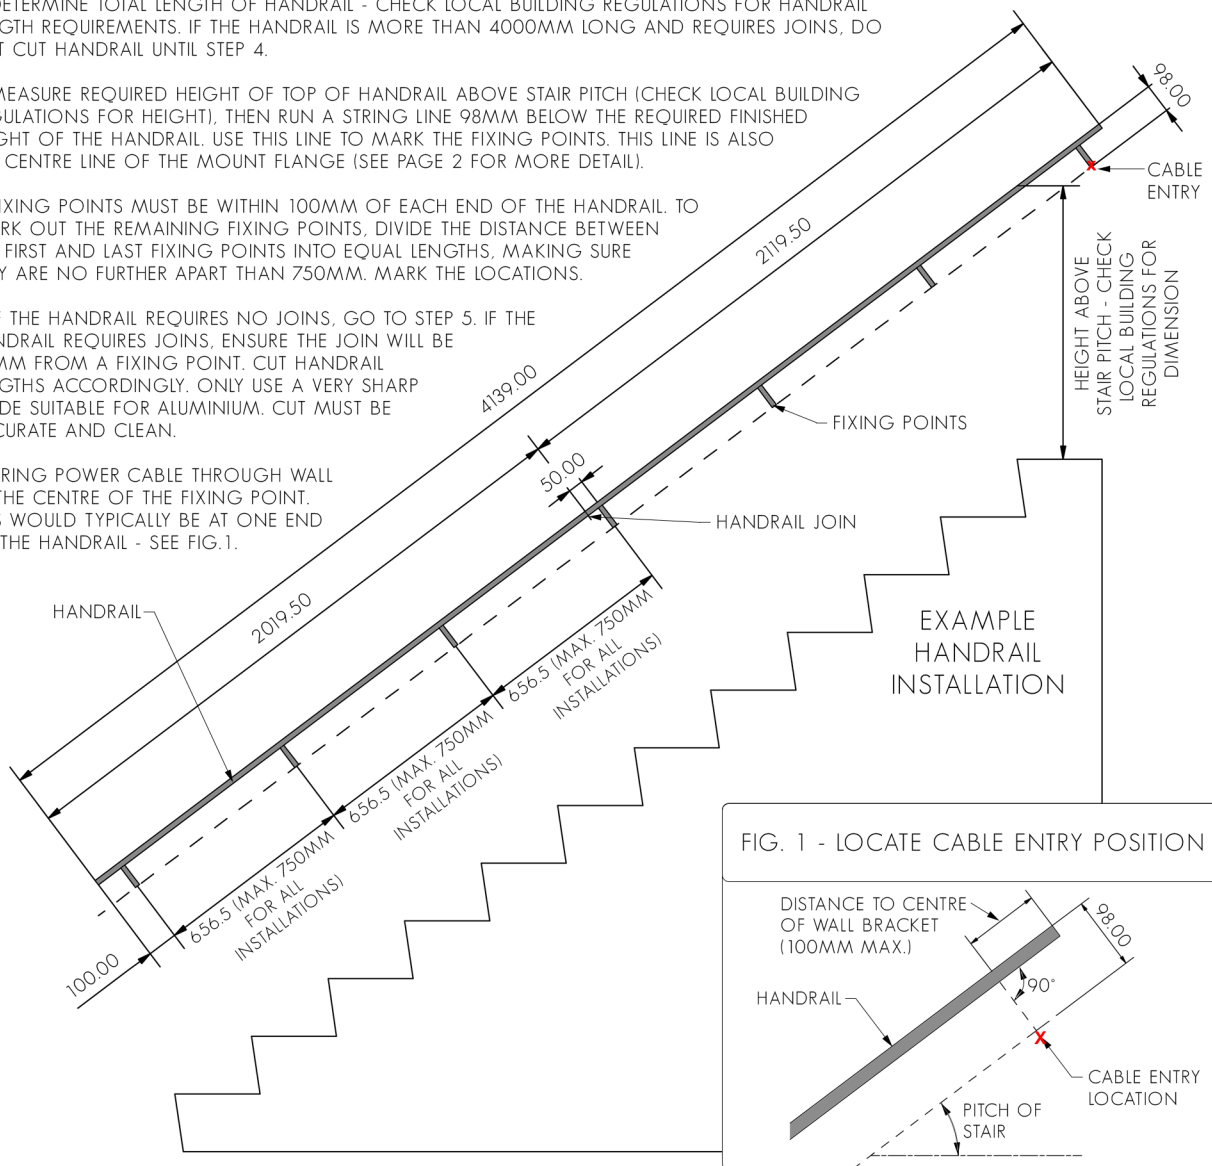 DETERMINE TOTAL LENGTH OF HANDRAIL - CHECK LOCAL BUILDING REGULATIONS FOR HANDRAIL
NGTH REQUIREMENTS. IF THE HANDRAIL IS MORE THAN 4000MM LONG AND REQUIRES JOINS, DO
T CUT HANDRAIL UNTIL STEP 4.
MEASURE REQUIRED HEIGHT OF TOP OF HANDRAIL ABOVE STAIR PITCH (CHECK LOCAL BUILDING
GULATIONS FOR HEIGHT), THEN RUN A STRING LINE 98MM BELOW THE REQUIRED FINISHED
GHT OF THE HANDRAIL. USE THIS LINE TO MARK THE FIXING POINTS. THIS LINE IS ALSO
CENTRE LINE OF THE MOUNT FLANGE (SEE PAGE 2 FOR MORE DETAIL).
IXING POINTS MUST BE WITHIN 100MM OF EACH END OF THE HANDRAIL. TO
RK OUT THE REMAINING FIXING POINTS, DIVIDE THE DISTANCE BETWEEN
FIRST AND LAST FIXING POINTS INTO EQUAL LENGTHS, MAKING SURE
Y ARE NO FURTHER APART THAN 750MM. MARK THE LOCATIONS.
F THE HANDRAIL REQUIRES NO JOINS, GO TO STEP 5. IF THE
NDRAIL REQUIRES JOINS, ENSURE THE JOIN WILL BE
MM FROM A FIXING POINT. CUT HANDRAIL
GTHS ACCORDINGLY. ONLY USE A VERY SHARP
DE SUITABLE FOR ALUMINIUM. CUT MUST BE
CURATE AND CLEAN.
RING POWER CABLE THROUGH WALL
THE CENTRE OF THE FIXING POINT.
S WOULD TYPICALLY BE AT ONE END
THE HANDRAIL - SEE FIG.1.
98.00
CABLE
ENTRY
2119.50
HEIGHT ABOVE
STAIR PITCH - CHECK
LOCAL BUILDING
REGULATIONS FOR
DIMENSION
4139.00
FIXING POINTS
50.00
HANDRAIL JOIN
HANDRAIL
2019.50
656.5 (MAX. 750MM
FOR ALL
INSTALLATIONS)
656.5 (MAX. 750MM
FOR ALL
INSTALLATIONS)
656.5 (MAX. 750MM
FOR ALL
INSTALLATIONS)
100.00
EXAMPLE
HANDRAIL
INSTALLATION
FIG. 1 - LOCATE CABLE ENTRY POSITION
DISTANCE TO CENTRE
OF WALL BRACKET
(100MM MAX.)
98.00
90°
HANDRAIL
X
CABLE ENTRY
LOCATION
PITCH OF
STAIR